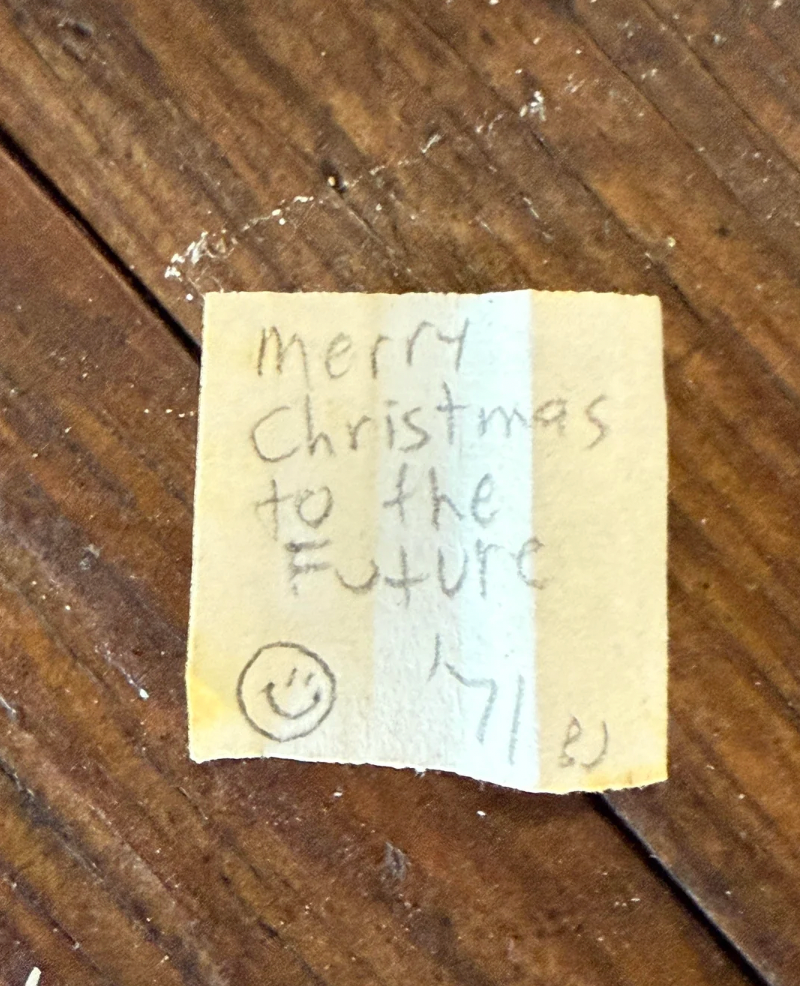 Merry
Christmas
to the
Future
'71
BJ